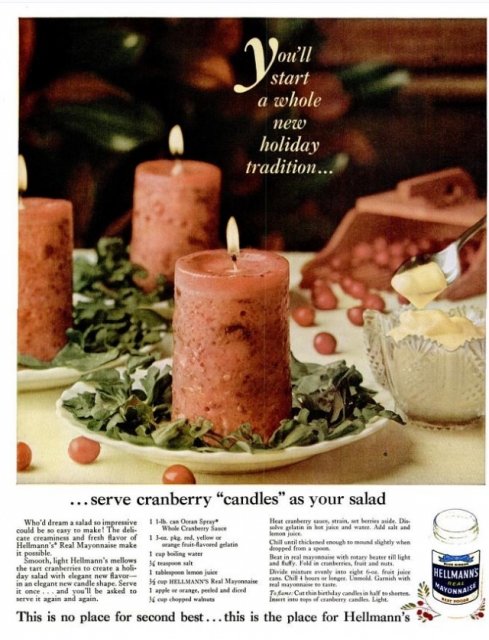 You'll
start
a whole
new
holiday
tradition...
...serve cranberry "candles" as your salad
Who'd dream a salad so impressive
could be so easy to make! The deli-
cate creaminess and fresh flavor of
Hellmann's® Real Mayonnaise make
it possible.
Smooth, light Hellmann's mellows
the tart cranberries to create a holi-
day salad with elegant new flavor—
in an elegant new candle shape. Serve
it once . . . and you'll be asked to
serve it again and again.
1 1-lb. can Ocean Spray®
Whole Cranberry Sauce
1 3-oz. pkg. red, yellow or
orange fruit-flavored gelatin
1 cup boiling water
¼ teaspoon salt
1 tablespoon lemon juice
½ cup HELLMANN'S Real Mayonnaise
1 apple or orange, peeled and diced
¼ cup chopped walnuts
Heat cranberry sauce, strain, set berries aside. Dis-
solve gelatin in hot juice and water. Add salt and
lemon juice.
Chill until thickened enough to mound slightly when
dropped from a spoon.
Beat in real mayonnaise with rotary beater till light
and fluffy. Fold in cranberries, fruit and nuts.
Divide mixture evenly into eight 6-oz. fruit juice
cans. Chill 4 hours or longer. Unmold. Garnish with
real mayonnaise to taste.
To flame: Cut thin birthday candles in half to shorten.
Insert into tops of cranberry candles. Light.
HELLMANN'S
REAL
MAYONNAISE
This is no place for second best...this is the place for Hellmann's